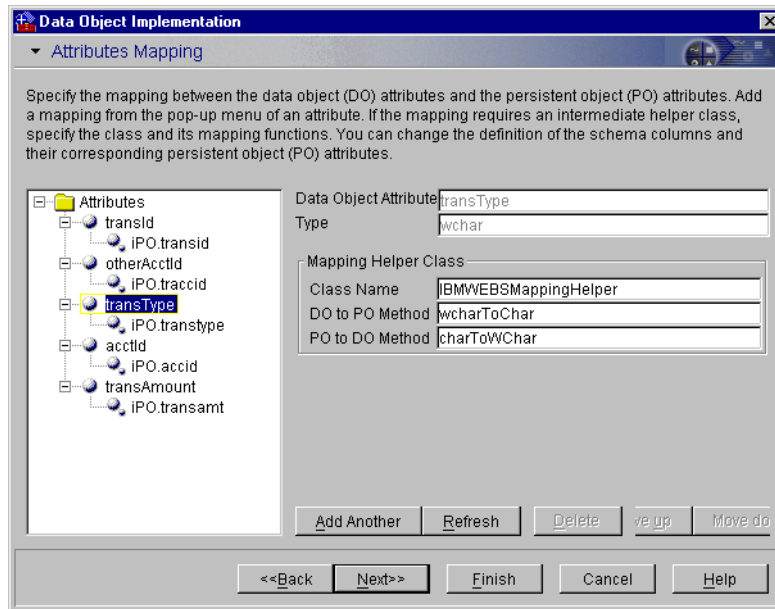 Data Object Implementation
Attributes Mapping
Specify the mapping between the data object (DO) attributes and the persistent object (PO) attributes. Add
a mapping from the pop-up menu of an attribute. If the mapping requires an intermediate helper class,
specify the class and its mapping functions. You can change the definition of the schema columns and
their corresponding persistent object (PO) attributes.
Attributes
transId
iPO.transid
otherAcctId
iPO.traccid
transType
iPO.transtype
acctId
iPO.accid
transAmount
iPO.transamt
Data Object Attribute transType
Type wchar
Mapping Helper Class
Class Name IBMWEBSMappingHelper
DO to PO Method wcharToChar
PO to DO Method charToWChar
Add Another Refresh Delete ve up Move do
<<Back Next>> Finish Cancel Help